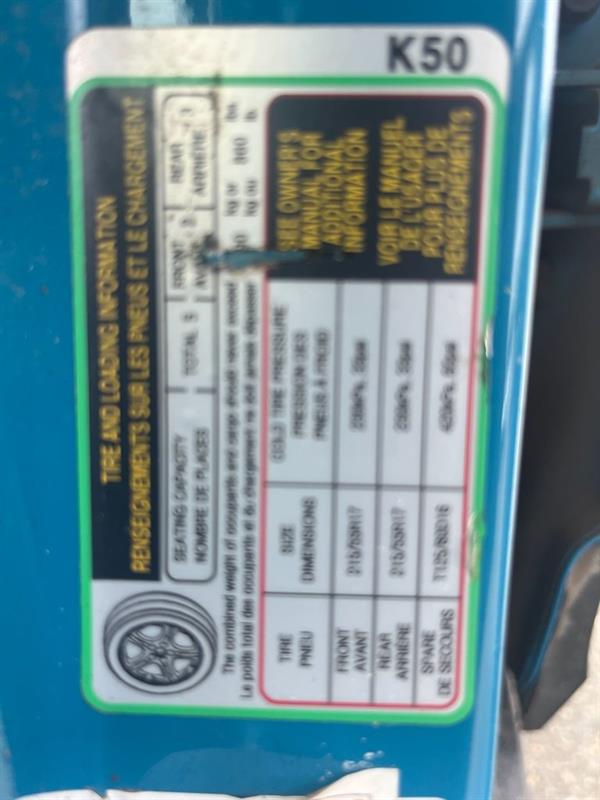 K50
TIRE AND LOADING INFORMATION
RENSEIGNEMENTS SUR LES PNEUS ET LE CHARGEMENT
SEATING CAPACITY
NOMBRE DE PLACES
TOTAL 5
FRONT 2
AVANT
REAR 3
ARRIÈRE
The combined weight of occupants and cargo should never exceed kg or 860 lbs.
Le poids total des occupants et du chargement ne doit jamais dépasser kg ou 860 lb.
TIRE
PNEU
SIZE
DIMENSIONS
COLD TIRE PRESSURE
PRESSION DES
PNEUS À FROID
SEE OWNER'S
MANUAL FOR
ADDITIONAL
INFORMATION
VOIR LE MANUEL
DE L'USAGER
POUR PLUS DE
RENSEIGNEMENTS
FRONT
AVANT
215/55R17
REAR
ARRIÈRE
215/55R17
SPARE
DE SECOURS
T125/80D16
420kPa, 60psi